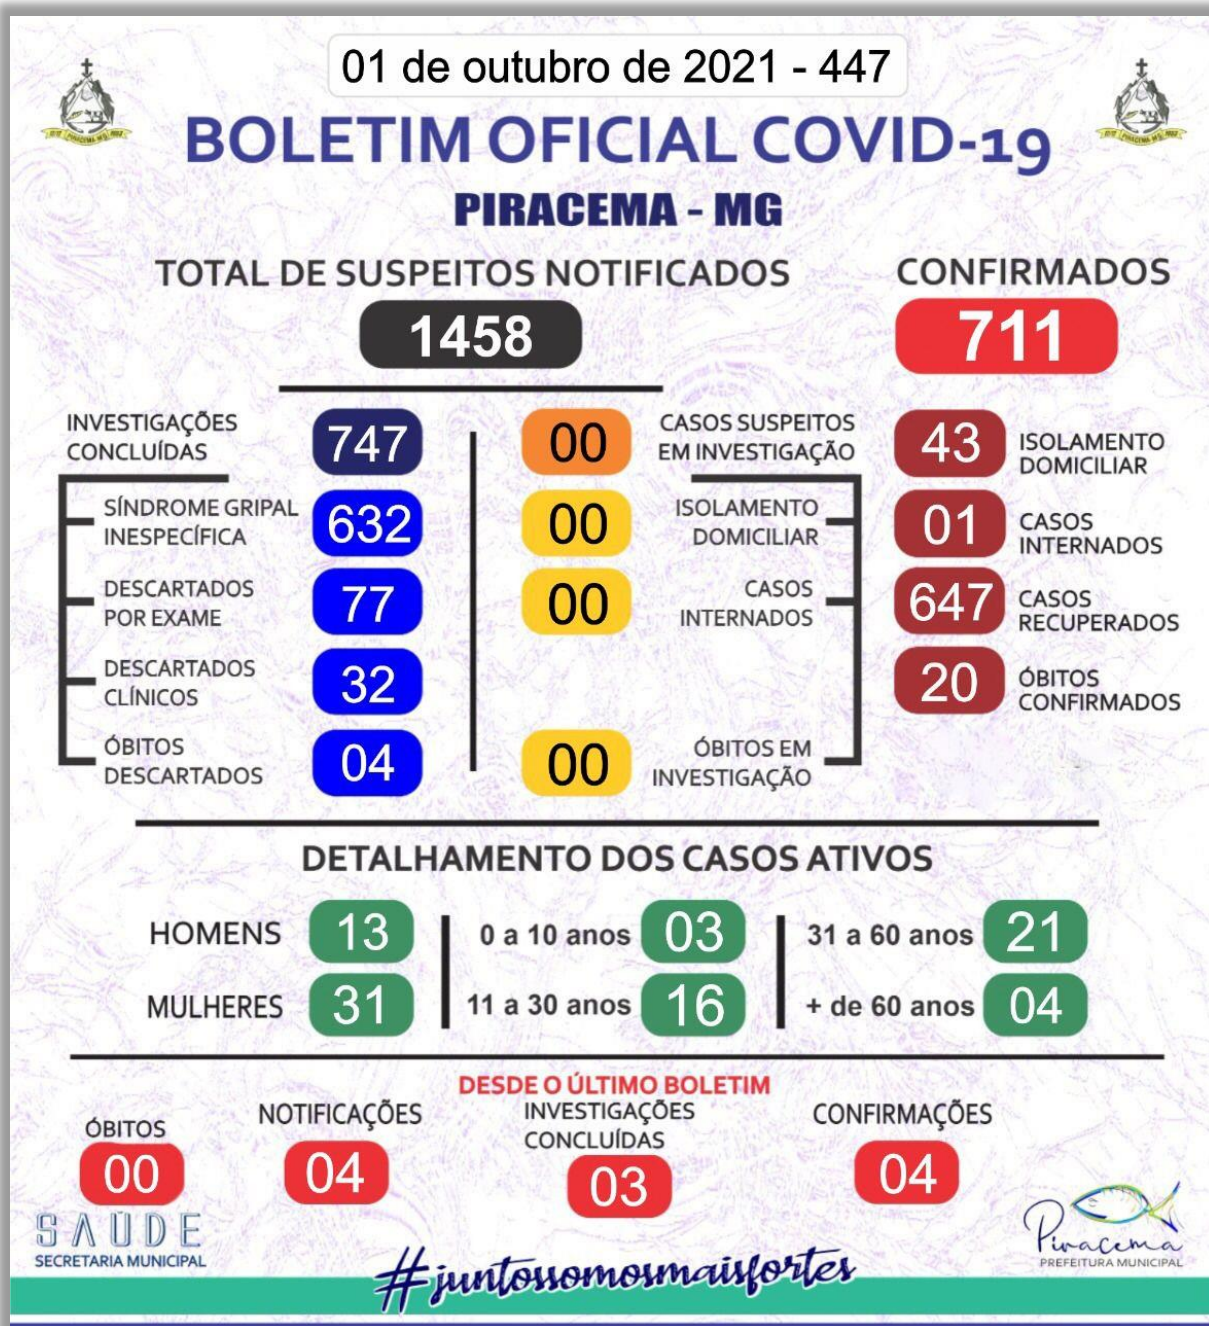 01 de outubro de 2021 - 447
BOLETIM OFICIAL COVID-19
PIRACEMA - MG
TOTAL DE SUSPEITOS NOTIFICADOS
1458
CONFIRMADOS
711
INVESTIGAÇÕES
CONCLUÍDAS
747
SÍNDROME GRIPAL
INESPECÍFICA
632
DESCARTADOS
POR EXAME
77
DESCARTADOS
CLÍNICOS
32
ÓBITOS
DESCARTADOS
04
00
CASOS SUSPEITOS
EM INVESTIGAÇÃO
00
ISOLAMENTO
DOMICILIAR
00
CASOS
INTERNADOS
00
ÓBITOS EM
INVESTIGAÇÃO
43
ISOLAMENTO
DOMICILIAR
01
CASOS
INTERNADOS
647
CASOS
RECUPERADOS
20
ÓBITOS
CONFIRMADOS
DETALHAMENTO DOS CASOS ATIVOS
HOMENS 13
MULHERES 31
0 a 10 anos 03
11 a 30 anos 16
31 a 60 anos 21
+ de 60 anos 04
DESDE O ÚLTIMO BOLETIM
ÓBITOS
00
NOTIFICAÇÕES
04
INVESTIGAÇÕES
CONCLUÍDAS
03
CONFIRMAÇÕES
04
SAÚDE
SECRETARIA MUNICIPAL
#juntossomosmaisfortes
Piracema
PREFEITURA MUNICIPAL